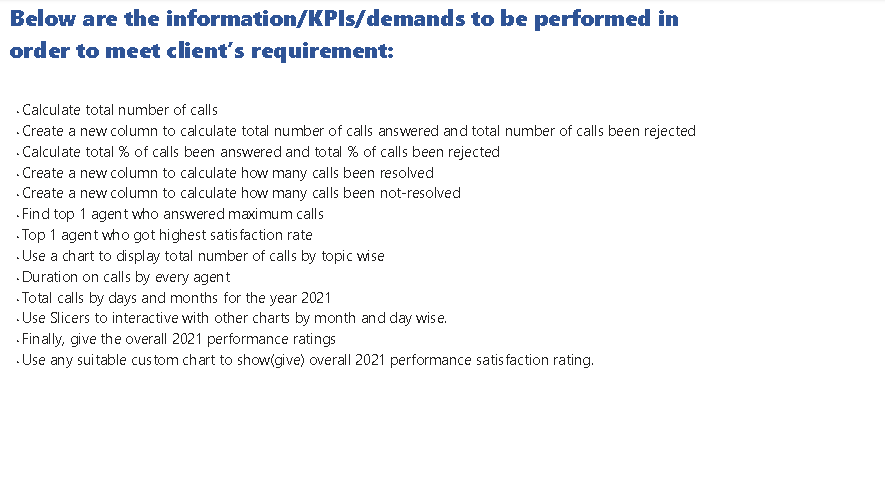 Below are the information/KPIs/demands to be performed in
order to meet client's requirement:
· Calculate total number of calls
· Create a new column to calculate total number of calls answered and total number of calls been rejected
· Calculate total % of calls been answered and total % of calls been rejected
· Create a new column to calculate how many calls been resolved
· Create a new column to calculate how many calls been not-resolved
· Find top 1 agent who answered maximum calls
· Top 1 agent who got highest satisfaction rate
· Use a chart to display total number of calls by topic wise
· Duration on calls by every agent
· Total calls by days and months for the year 2021
· Use Slicers to interactive with other charts by month and day wise.
· Finally, give the overall 2021 performance ratings
· Use any suitable custom chart to show(give) overall 2021 performance satisfaction rating.